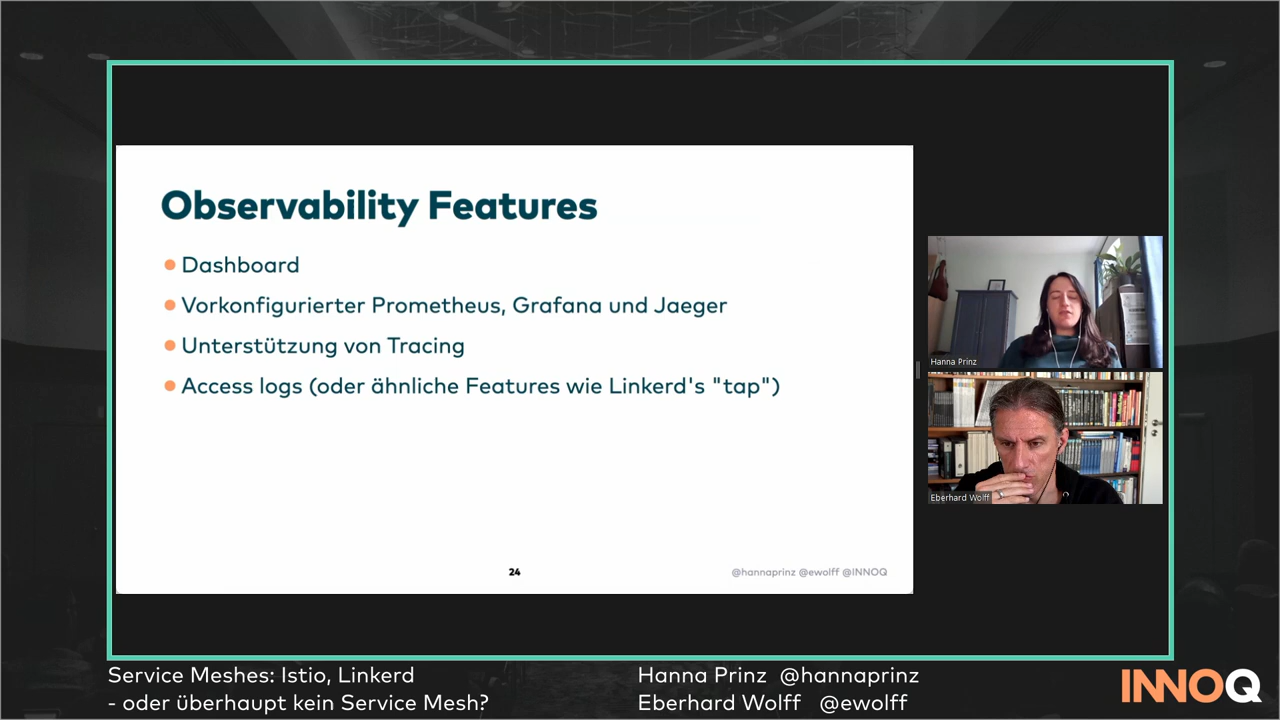 Observability Features
Dashboard
Vorkonfigurierter Prometheus, Grafana und Jaeger
Unterstützung von Tracing
Access logs (oder ähnliche Features wie Linkerd's "tap")
24
@hannaprinz @ewolff @INNOQ
Hanna Prinz
Eberhard Wolff
Service Meshes: Istio, Linkerd
- oder überhaupt kein Service Mesh?
Hanna Prinz @hannaprinz
Eberhard Wolff @ewolff
INNOQ